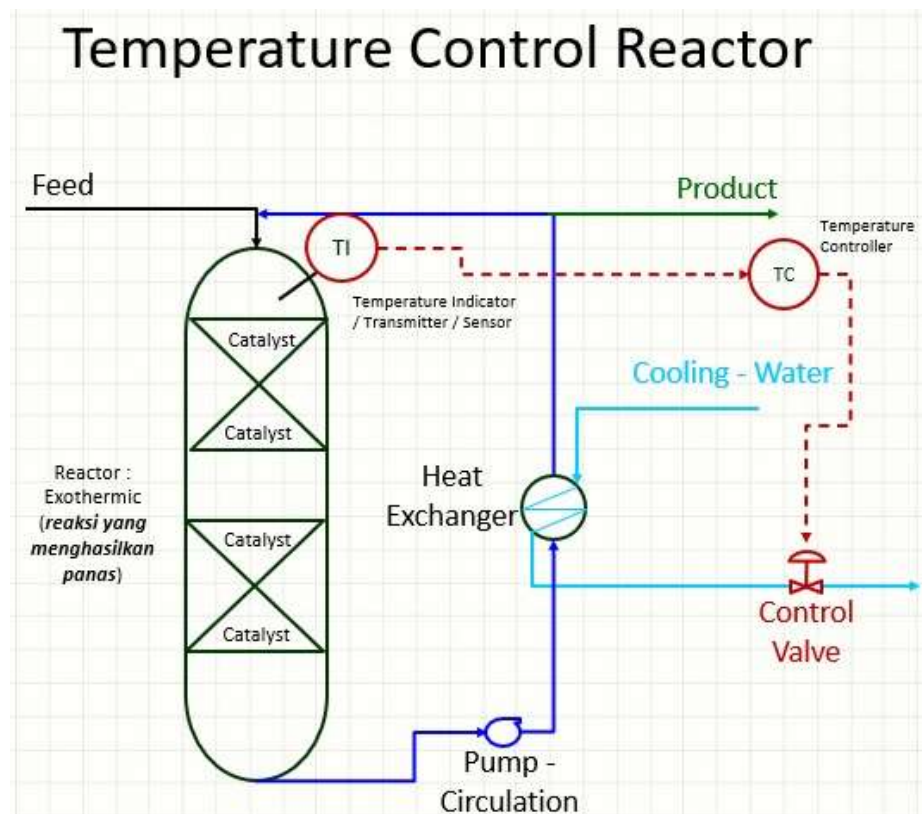 Temperature Control Reactor
Feed
Product
TI
Temperature
Controller
TC
Temperature Indicator
/ Transmitter / Sensor
Catalyst
Cooling - Water
Catalyst
Heat
Exchanger
Reactor :
Exothermic
(reaksi yang
menghasilkan
panas)
Catalyst
Catalyst
Control
Valve
Pump -
Circulation